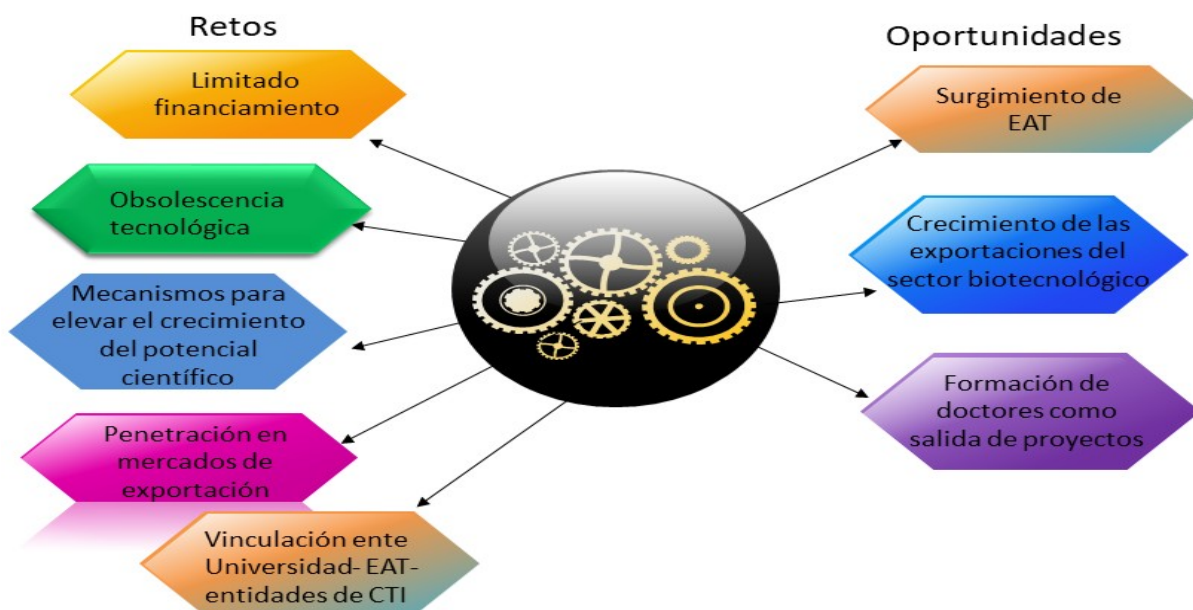 Retos
Limitado
financiamiento
Obsolescencia
tecnológica
Mecanismos para
elevar el crecimiento
del potencial
científico
Penetración en
mercados de
exportación
Vinculación ente
Universidad- EAT-
entidades de CTI
Oportunidades
Surgimiento de
EAT
Crecimiento de las
exportaciones del
sector biotecnológico
Formación de
doctores como
salida de proyectos